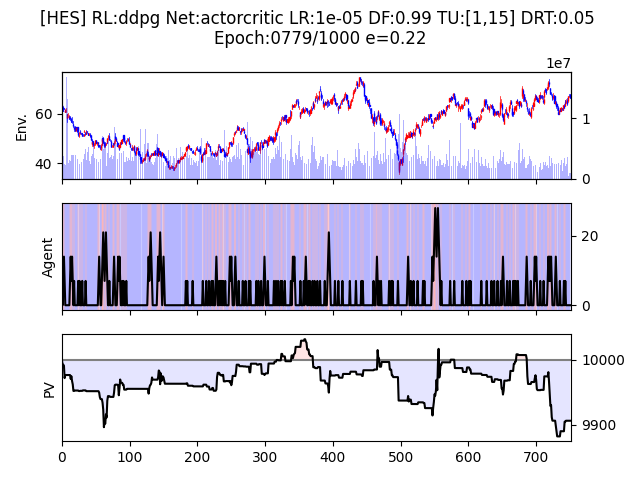 [HES] RL:ddpg Net:actorcritic LR:1e-05 DF:0.99 TU:[1,15] DRT:0.05
Epoch:0779/1000 e=0.22
1e7
Env.
60
40
1
0
Agent
20
0
PV
10000
9900
0 100 200 300 400 500 600 700